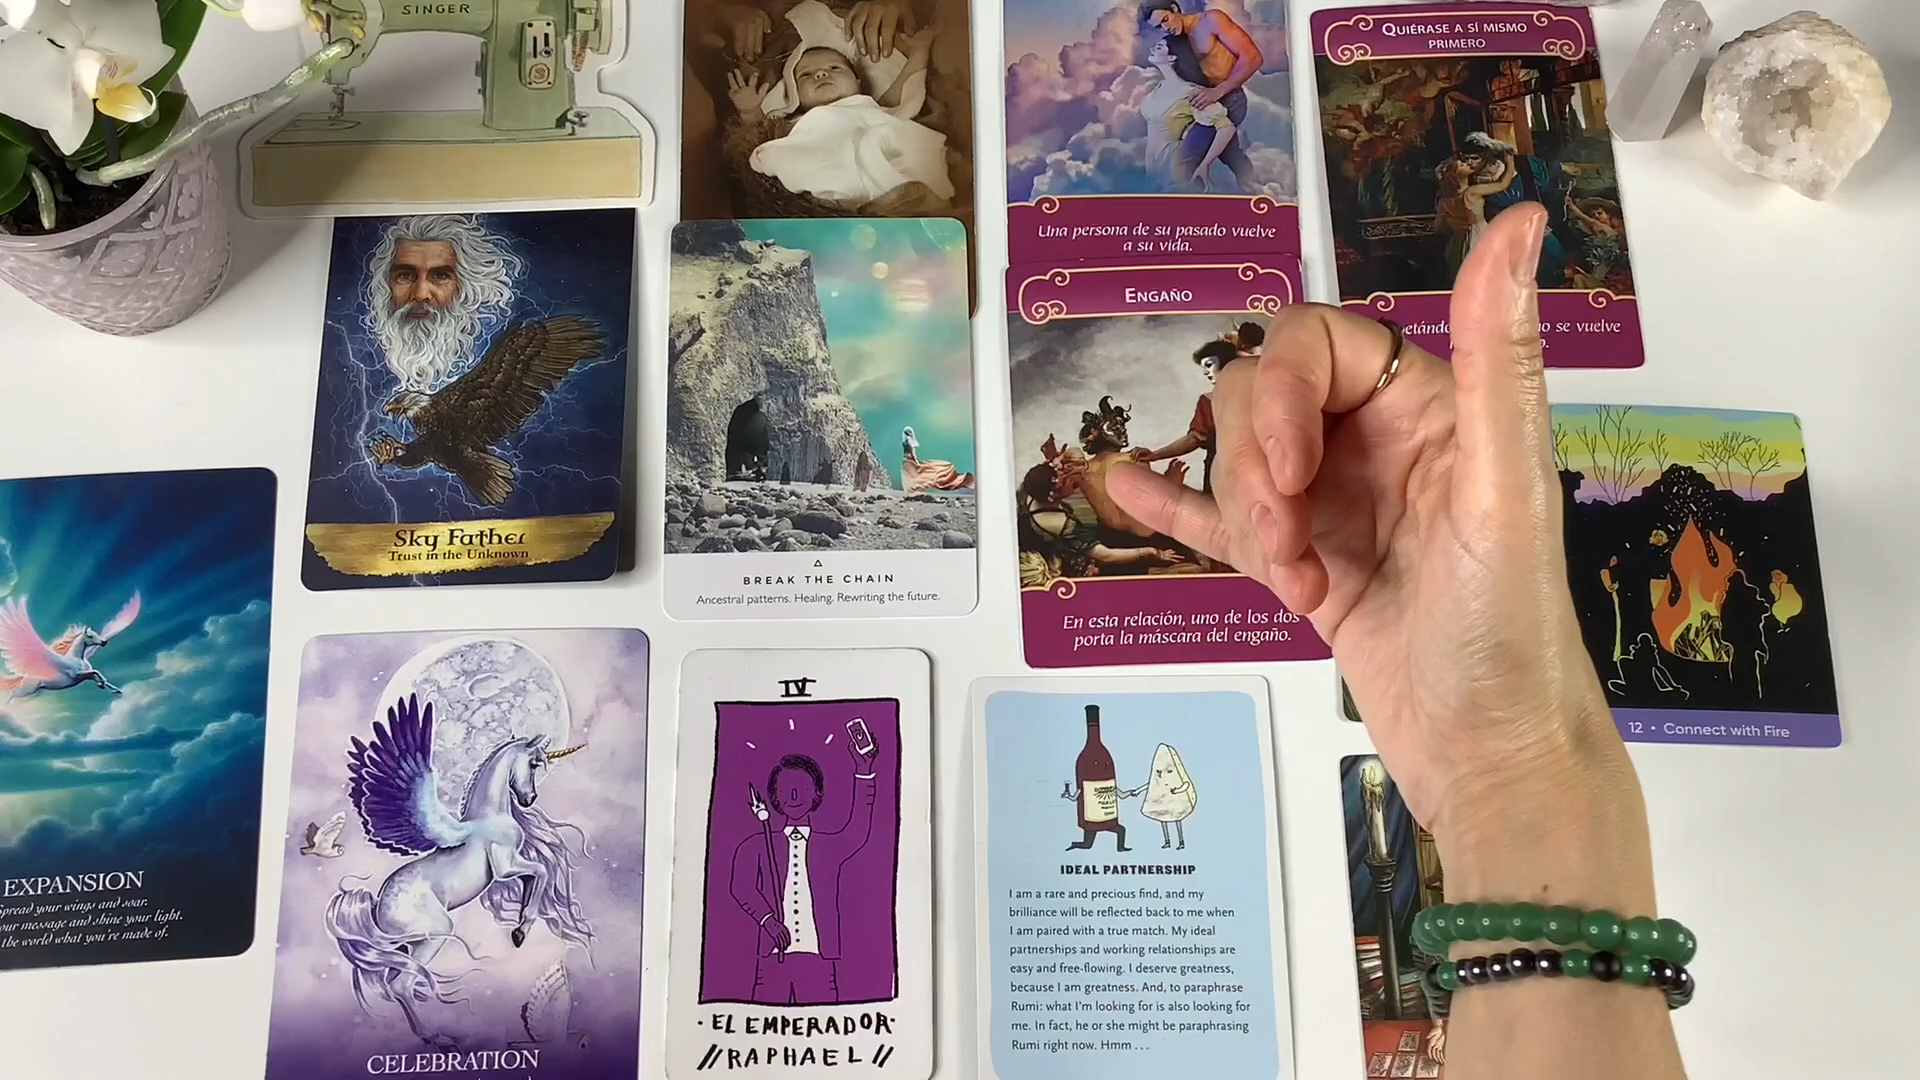 SINGER
QUIÉRASE A SÍ MISMO
PRIMERO
Una persona de su pasado vuelve
a su vida.
ENGAÑO
se vuelve
Sky Father
Trust in the Unknown
BREAK THE CHAIN
Ancestral patterns. Healing. Rewriting the future.
En esta relación, uno de los dos
porta la máscara del engaño.
12 • Connect with Fire
EXPANSION
Spread your wings and soar.
your message and shine your light.
the world what you're made of.
CELEBRATION
IV
·EL EMPERADOR·
//RAPHAEL//
IDEAL PARTNERSHIP
I am a rare and precious find, and my
brilliance will be reflected back to me when
I am paired with a true match. My ideal
partnerships and working relationships are
easy and free-flowing. I deserve greatness,
because I am greatness. And, to paraphrase
Rumi: what I'm looking for is also looking for
me. In fact, he or she might be paraphrasing
Rumi right now. Hmm ...